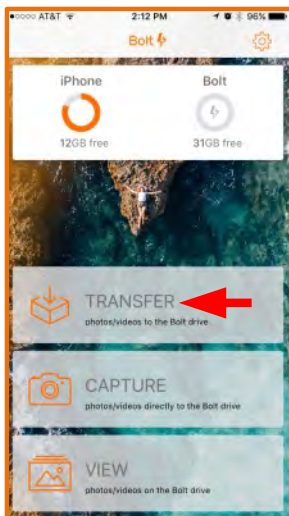 AT&T 2:12 PM 96%
Bolt
iPhone Bolt
12GB free 31GB free
TRANSFER
photos/videos to the Bolt drive
CAPTURE
photos/videos directly to the Bolt drive
VIEW
photos/videos on the Bolt drive